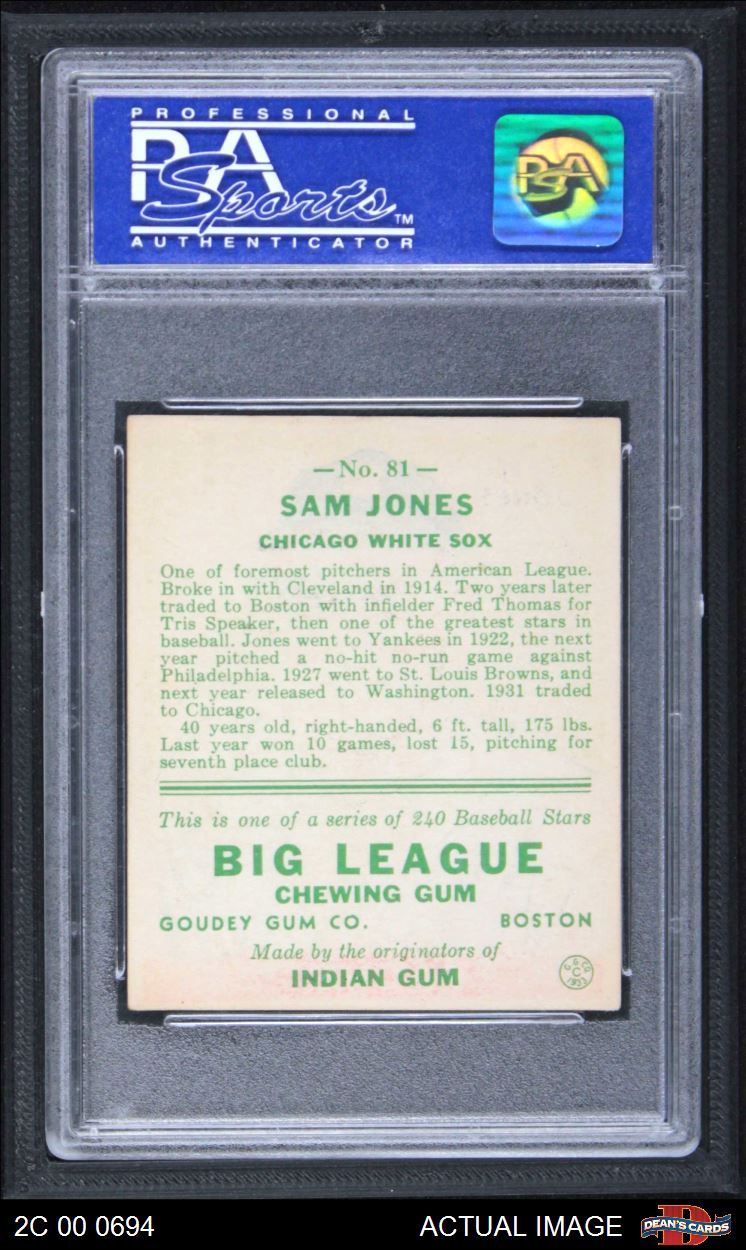 PROFESSIONAL
PSA
Sports™
AUTHENTICATOR
PSA
—No. 81—
SAM JONES
CHICAGO WHITE SOX
One of foremost pitchers in American League.
Broke in with Cleveland in 1914. Two years later
traded to Boston with infielder Fred Thomas for
Tris Speaker, then one of the greatest stars in
baseball. Jones went to Yankees in 1922, the next
year pitched a no-hit no-run game against
Philadelphia. 1927 went to St. Louis Browns, and
next year released to Washington. 1931 traded
to Chicago.
40 years old, right-handed, 6 ft. tall, 175 lbs.
Last year won 10 games, lost 15, pitching for
seventh place club.
This is one of a series of 240 Baseball Stars
BIG LEAGUE
CHEWING GUM
GOUDEY GUM CO. BOSTON
Made by the originators of
INDIAN GUM
G. G. CO.
C
1933
2C 00 0694 ACTUAL IMAGE
D
DEAN'S CARDS